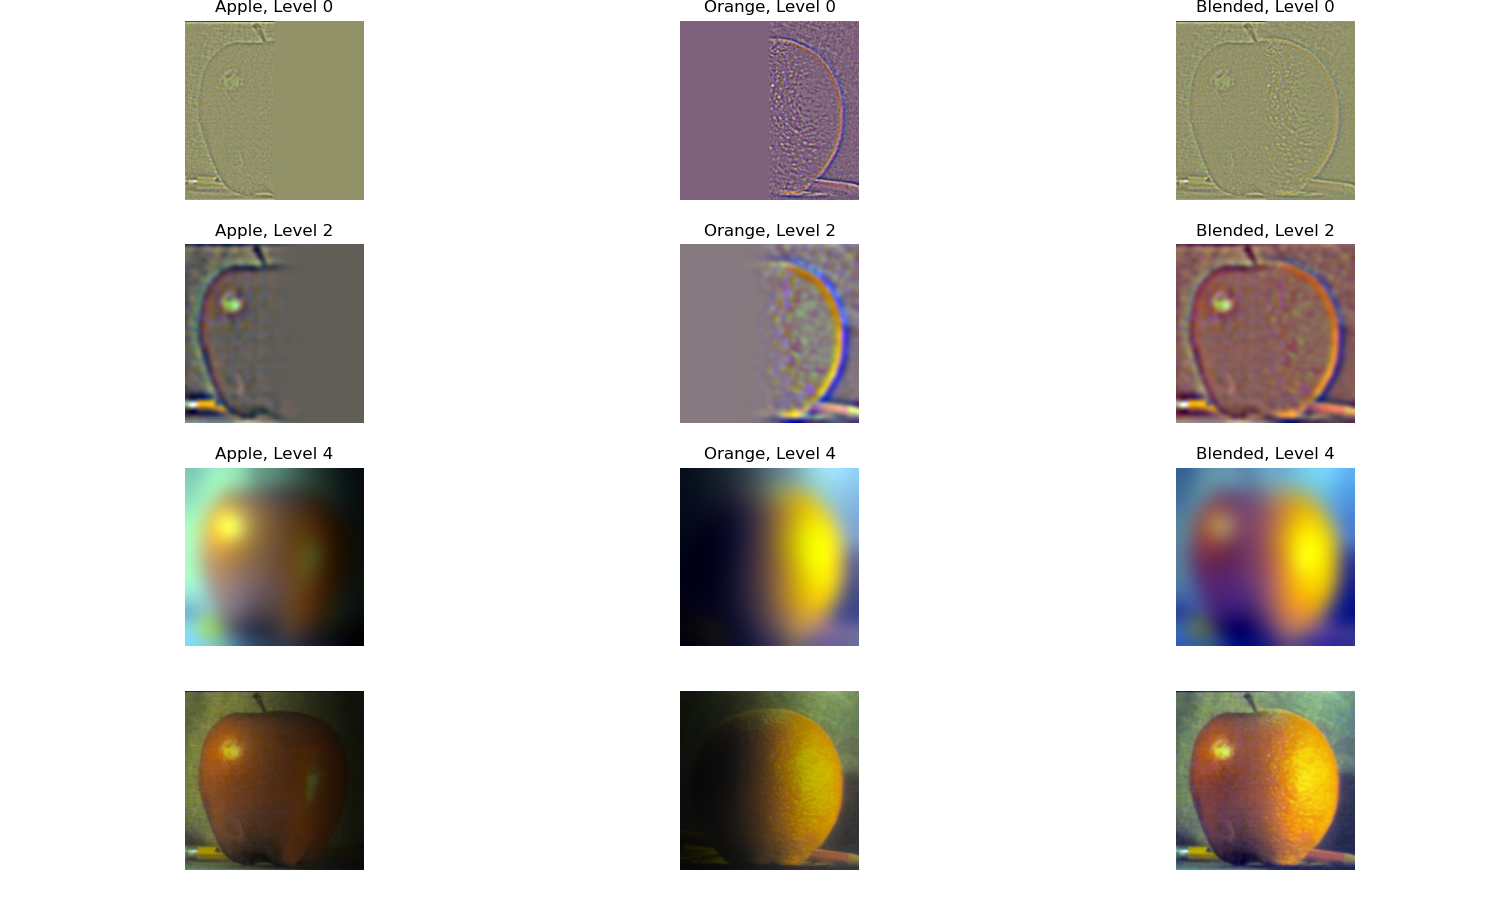 Apple, Level 0
Orange, Level 0
Blended, Level 0
Apple, Level 2
Orange, Level 2
Blended, Level 2
Apple, Level 4
Orange, Level 4
Blended, Level 4